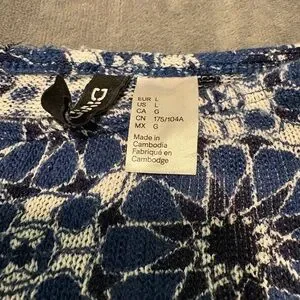 EUR L
US L
CA G
CN 175/104A
MX G
Made in
Cambodia
Fabriqué en
Cambodge